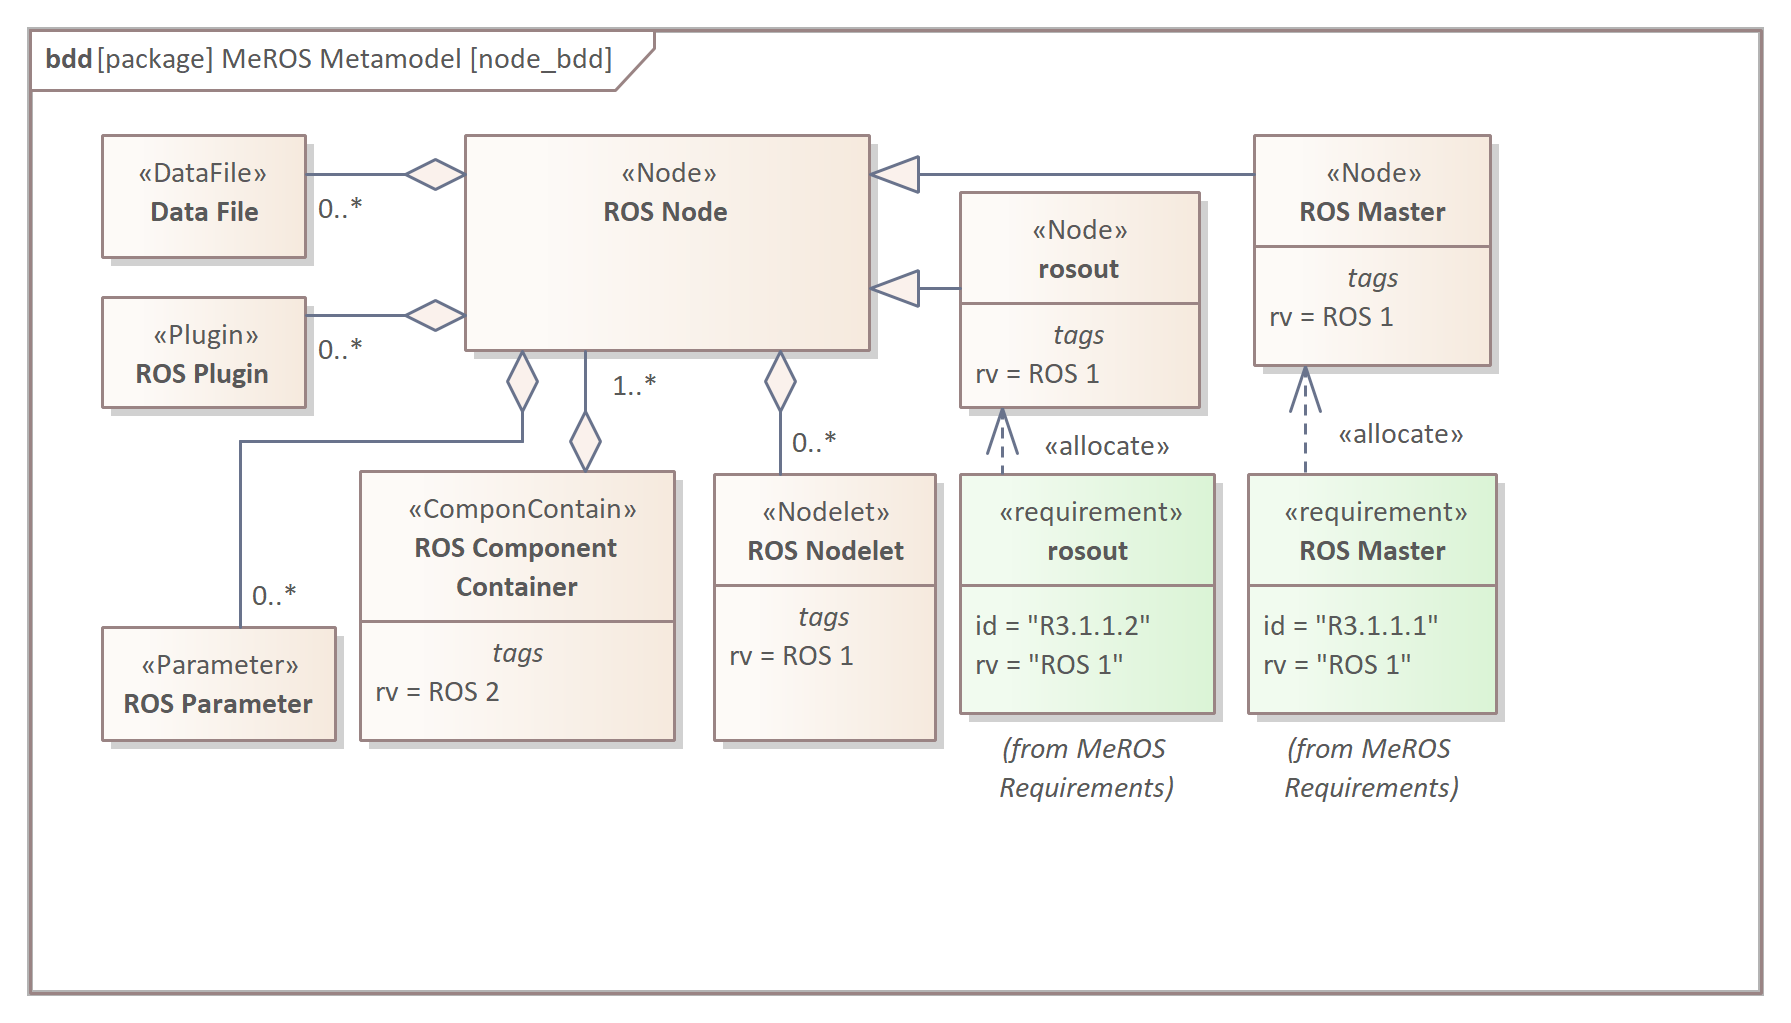 bdd [package] MeROS Metamodel [node_bdd]
«DataFile»
Data File
0..*
«Plugin»
ROS Plugin
0..*
«Node»
ROS Node
«Node»
rosout
tags
rv = ROS 1
«Node»
ROS Master
tags
rv = ROS 1
1..*
0..*
0..*
«allocate»
«allocate»
«Parameter»
ROS Parameter
«ComponContain»
ROS Component
Container
tags
rv = ROS 2
«Nodelet»
ROS Nodelet
tags
rv = ROS 1
«requirement»
rosout
id = "R3.1.1.2"
rv = "ROS 1"
(from MeROS
Requirements)
«requirement»
ROS Master
id = "R3.1.1.1"
rv = "ROS 1"
(from MeROS
Requirements)